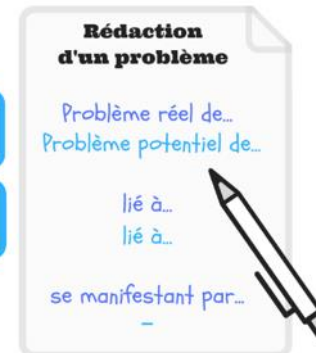 Rédaction
d'un problème
Problème réel de...
Problème potentiel de...
lié à...
lié à...
se manifestant par...
–